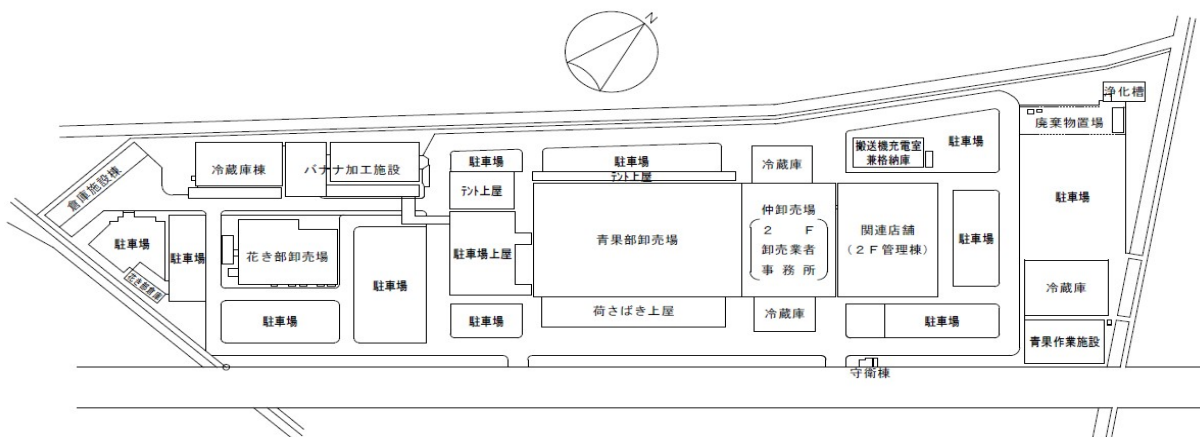 N
浄化槽
廃棄物置場
搬送機充電室
兼格納庫
駐車場
倉庫施設棟
冷蔵庫棟
バナナ加工施設
駐車場
テント上屋
駐車場
テント上屋
冷蔵庫
駐車場
駐車場
駐車場
花き部倉庫
花き部卸売場
駐車場
駐車場上屋
青果部卸売場
仲卸売場
2F
卸売業者
事務所
関連店舗
(2F管理棟)
駐車場
冷蔵庫
駐車場
駐車場
荷さばき上屋
冷蔵庫
駐車場
青果作業施設
守衛棟